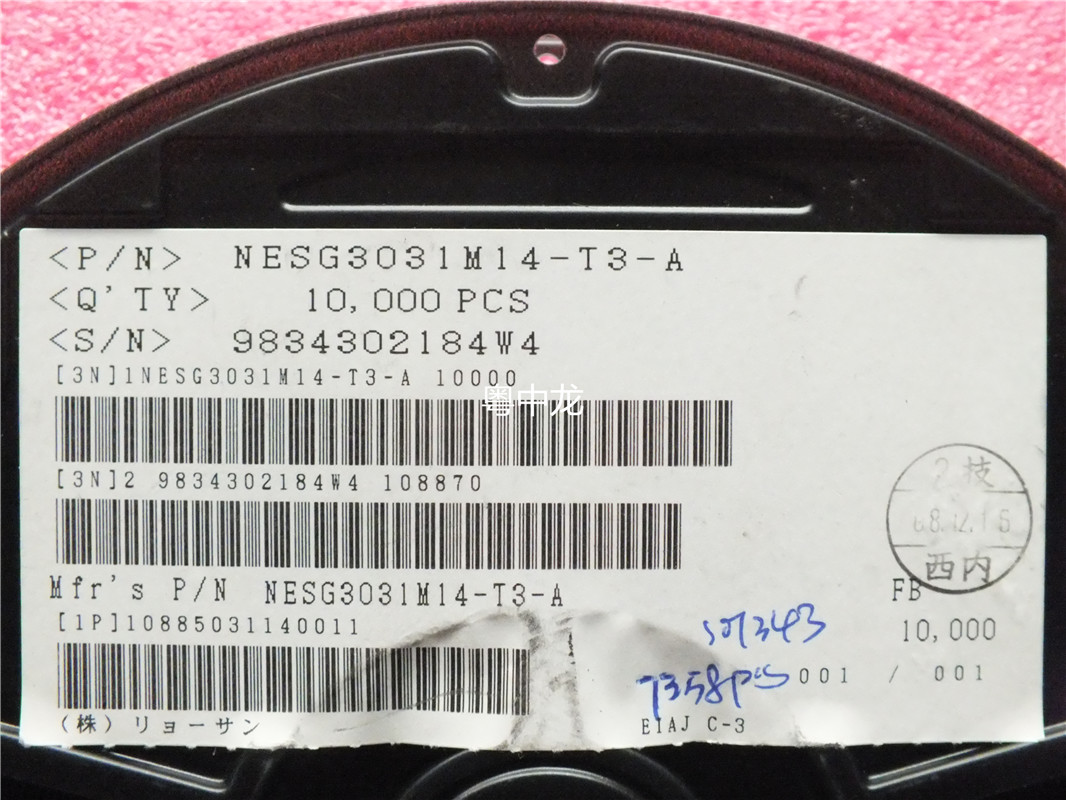 <P/N> NESG3031M14-T3-A
<Q'TY> 10,000 PCS
<S/N> 9834302184W4
[3N]1NESG3031M14-T3-A 10000
粤中龙
[3N]2 9834302184W4 108870
2枝
8.12.16
西内
Mfr's P/N NESG3031M14-T3-A
FB
[1P]10885031140011
10,000
SOT343
7358PCS
001 / 001
(株)リョーサン
EIAJ C-3